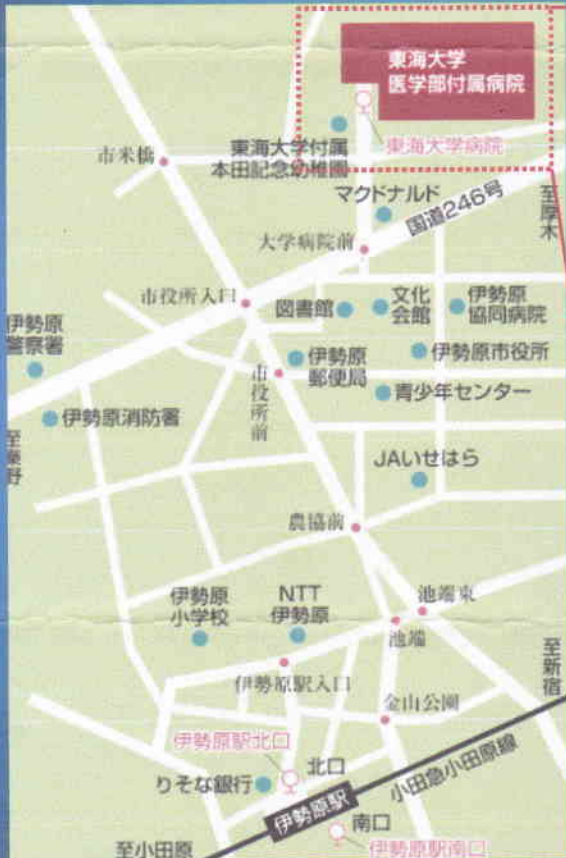 東海大学
医学部付属病院
東海大学病院
東海大学付属
本田記念幼稚園
市米橋
マクドナルド
国道246号
至厚木
大学病院前
市役所入口
図書館
文化
会館
伊勢原
協同病院
伊勢原
警察署
伊勢原
郵便局
伊勢原市役所
市役所前
青少年センター
伊勢原消防署
至秦野
JAいせはら
農協前
伊勢原
小学校
NTT
伊勢原
池端東
池端
伊勢原駅入口
至新宿
金山公園
伊勢原駅北口
北口
りそな銀行
小田急小田原線
伊勢原駅
南口
至小田原
伊勢原駅南口